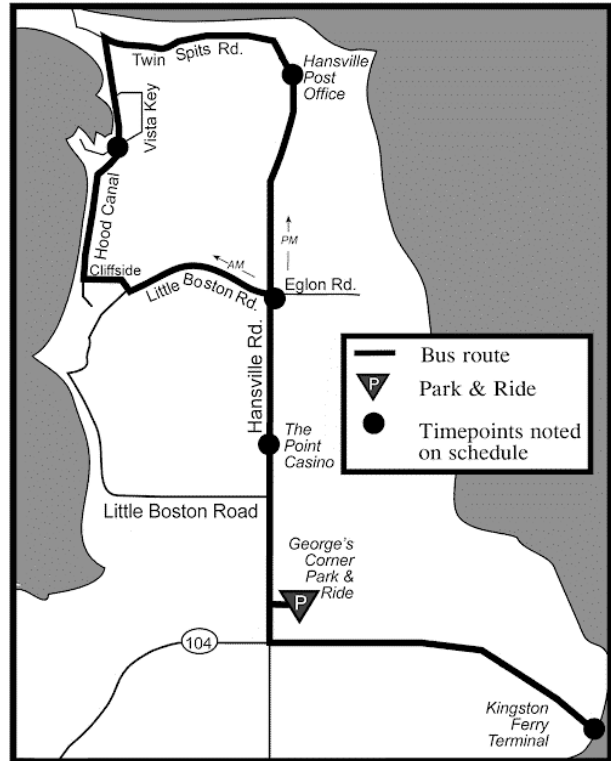 Twin Spits Rd.
Hansville
Post
Office
Vista Key
Hood Canal
PM
AM
Cliffside
Little Boston Rd.
Eglon Rd.
Hansville Rd.
Bus route
P
Park & Ride
Timepoints noted
on schedule
The
Point
Casino
Little Boston Road
George's
Corner
Park &
Ride
P
104
Kingston
Ferry
Terminal